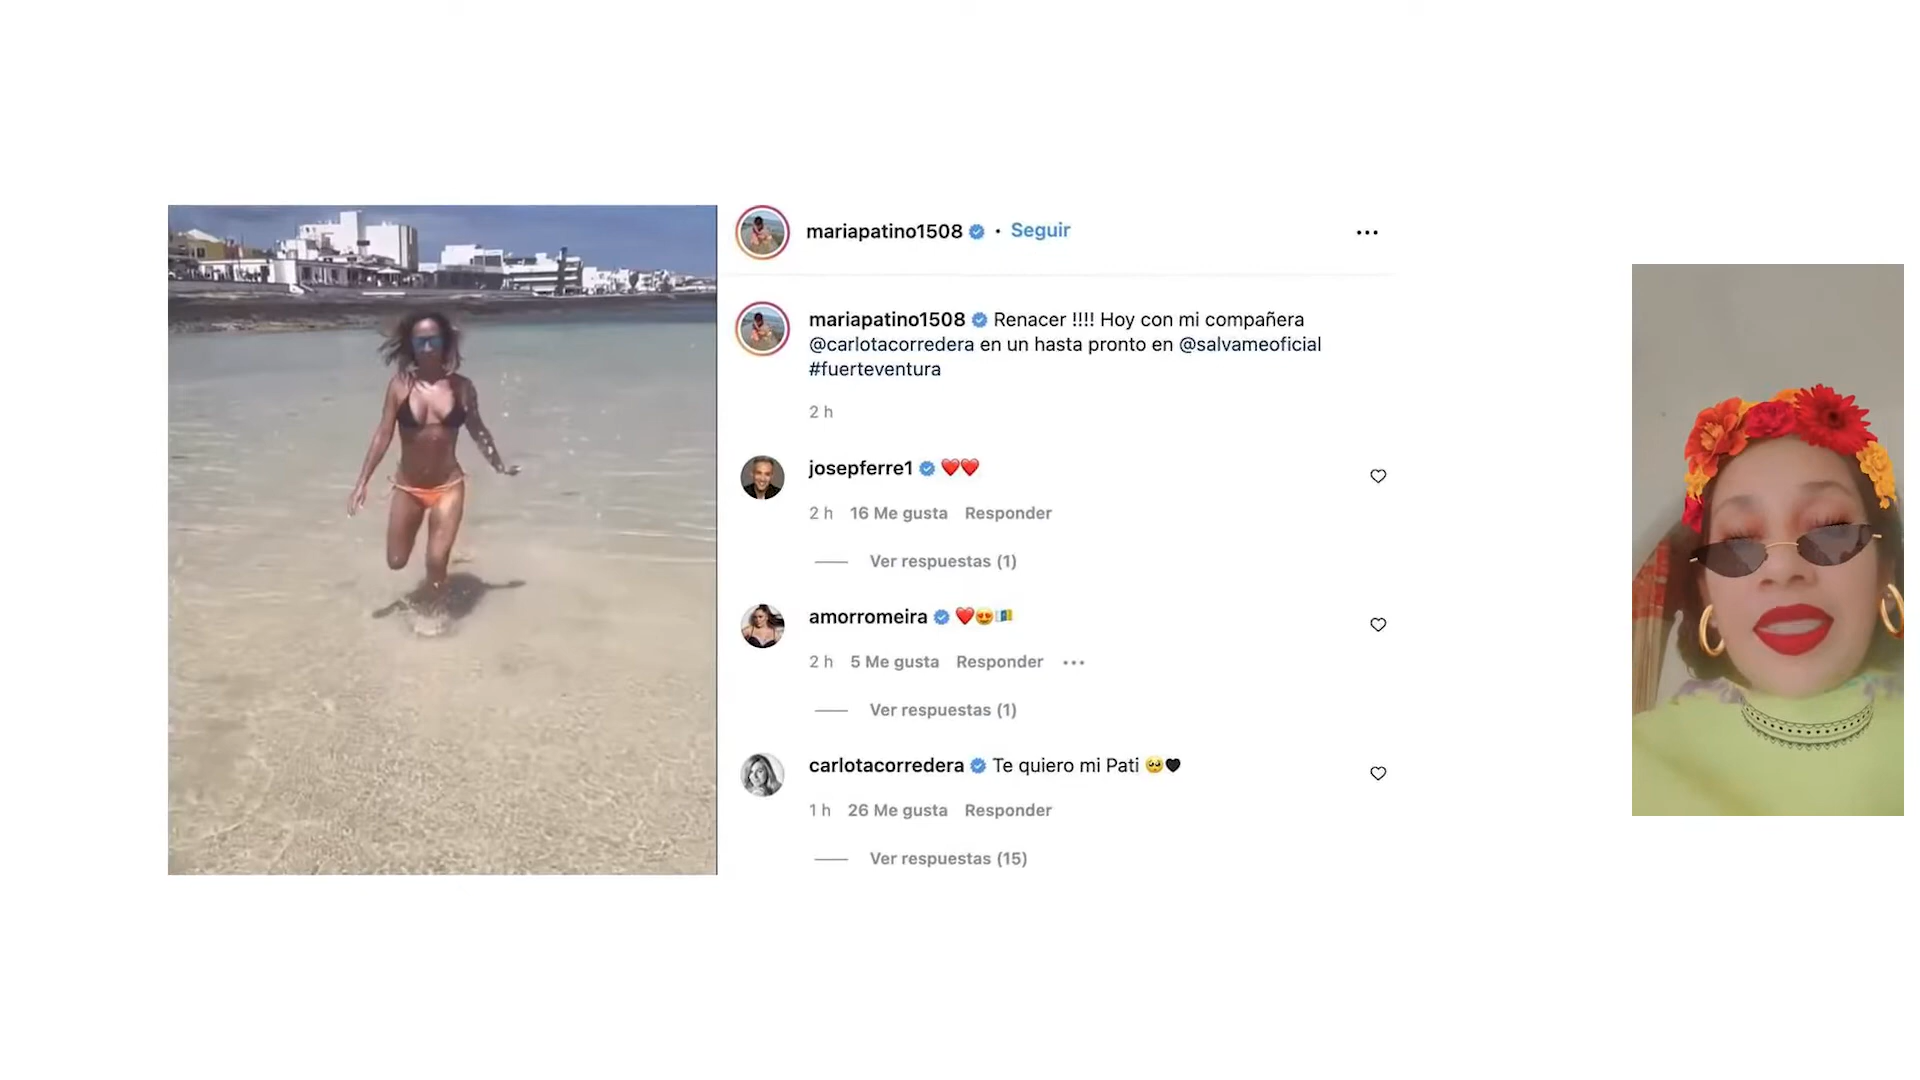 mariapatino1508 • Seguir
mariapatino1508 Renacer !!!! Hoy con mi compañera
@carlotacorredera en un hasta pronto en @salvameoficial
#fuerteventura
2 h
josepferre1 ❤️❤️
2 h 16 Me gusta Responder
Ver respuestas (1)
amorromeira ❤️😍🇮🇨
2 h 5 Me gusta Responder
Ver respuestas (1)
carlotacorredera Te quiero mi Pati 🥺🖤
1 h 26 Me gusta Responder
Ver respuestas (15)